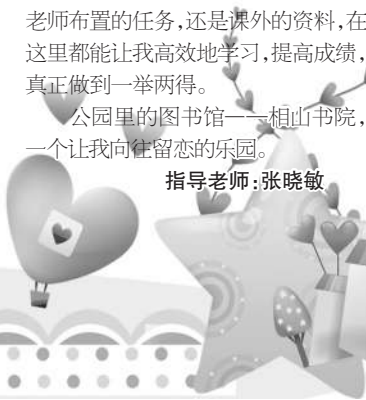 老师布置的任务,还是课外的资料,在
这里都能让我高效地学习,提高成绩,
真正做到一举两得。
公园里的图书馆——相山书院,
一个让我向往留恋的乐园。
指导老师:张晓敏